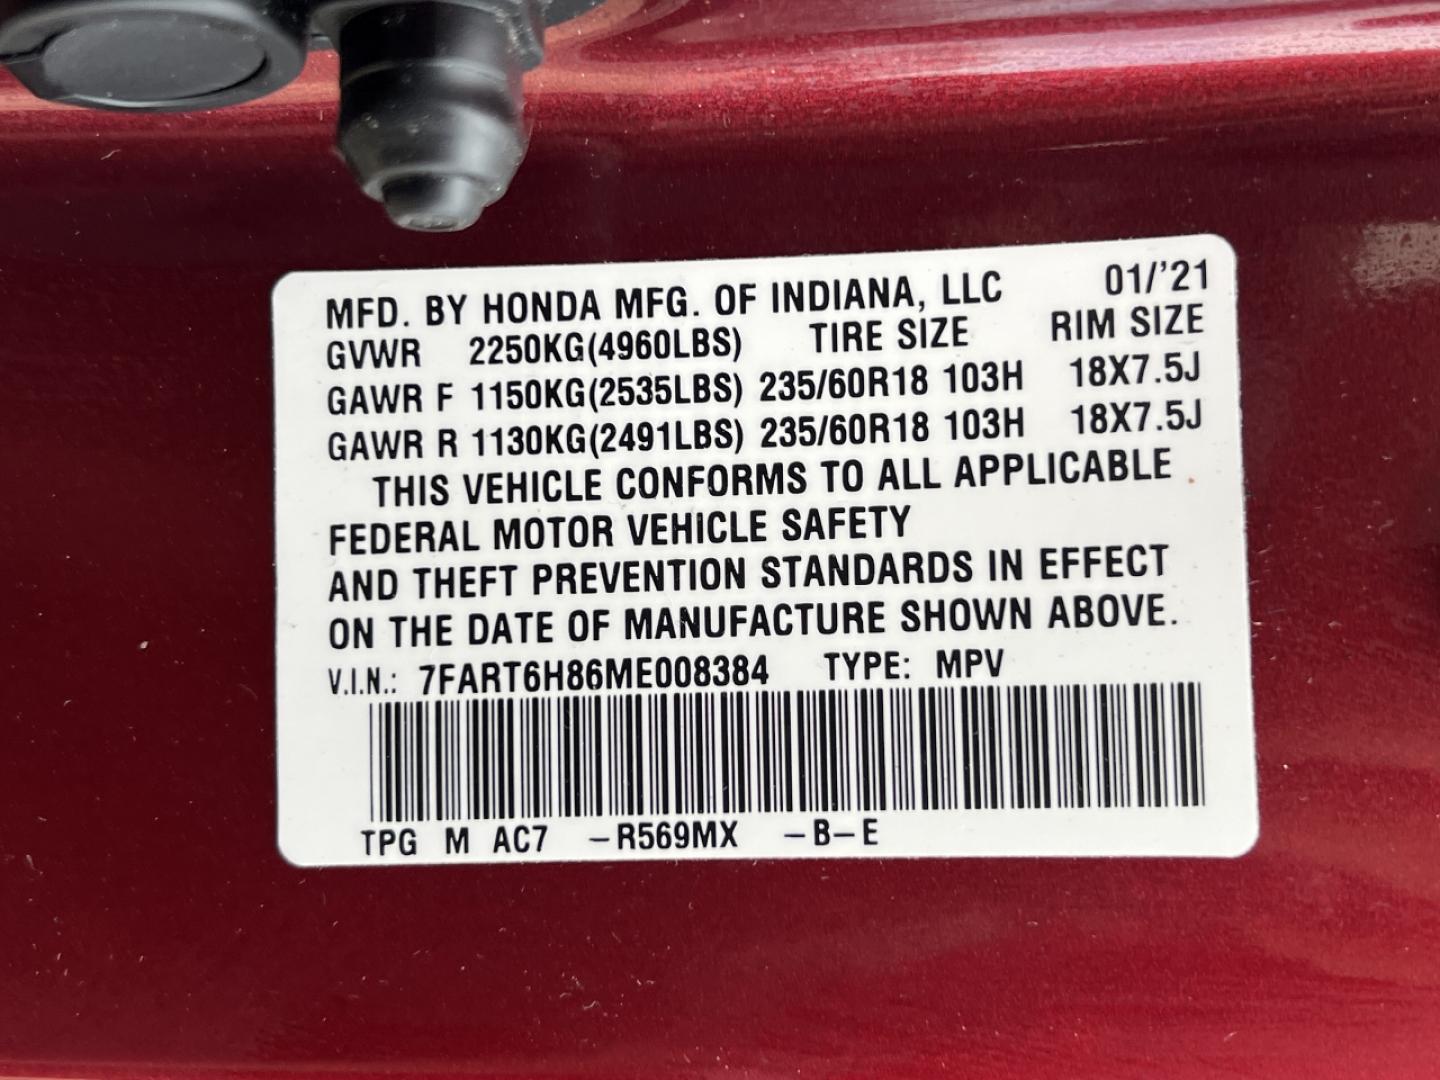 MFD. BY HONDA MFG. OF INDIANA, LLC 01/'21
GVWR 2250KG(4960LBS) TIRE SIZE RIM SIZE
GAWR F 1150KG(2535LBS) 235/60R18 103H 18X7.5J
GAWR R 1130KG(2491LBS) 235/60R18 103H 18X7.5J
THIS VEHICLE CONFORMS TO ALL APPLICABLE
FEDERAL MOTOR VEHICLE SAFETY
AND THEFT PREVENTION STANDARDS IN EFFECT
ON THE DATE OF MANUFACTURE SHOWN ABOVE.
V.I.N.: 7FART6H86ME008384 TYPE: MPV
TPG M AC7 –R569MX –B–E